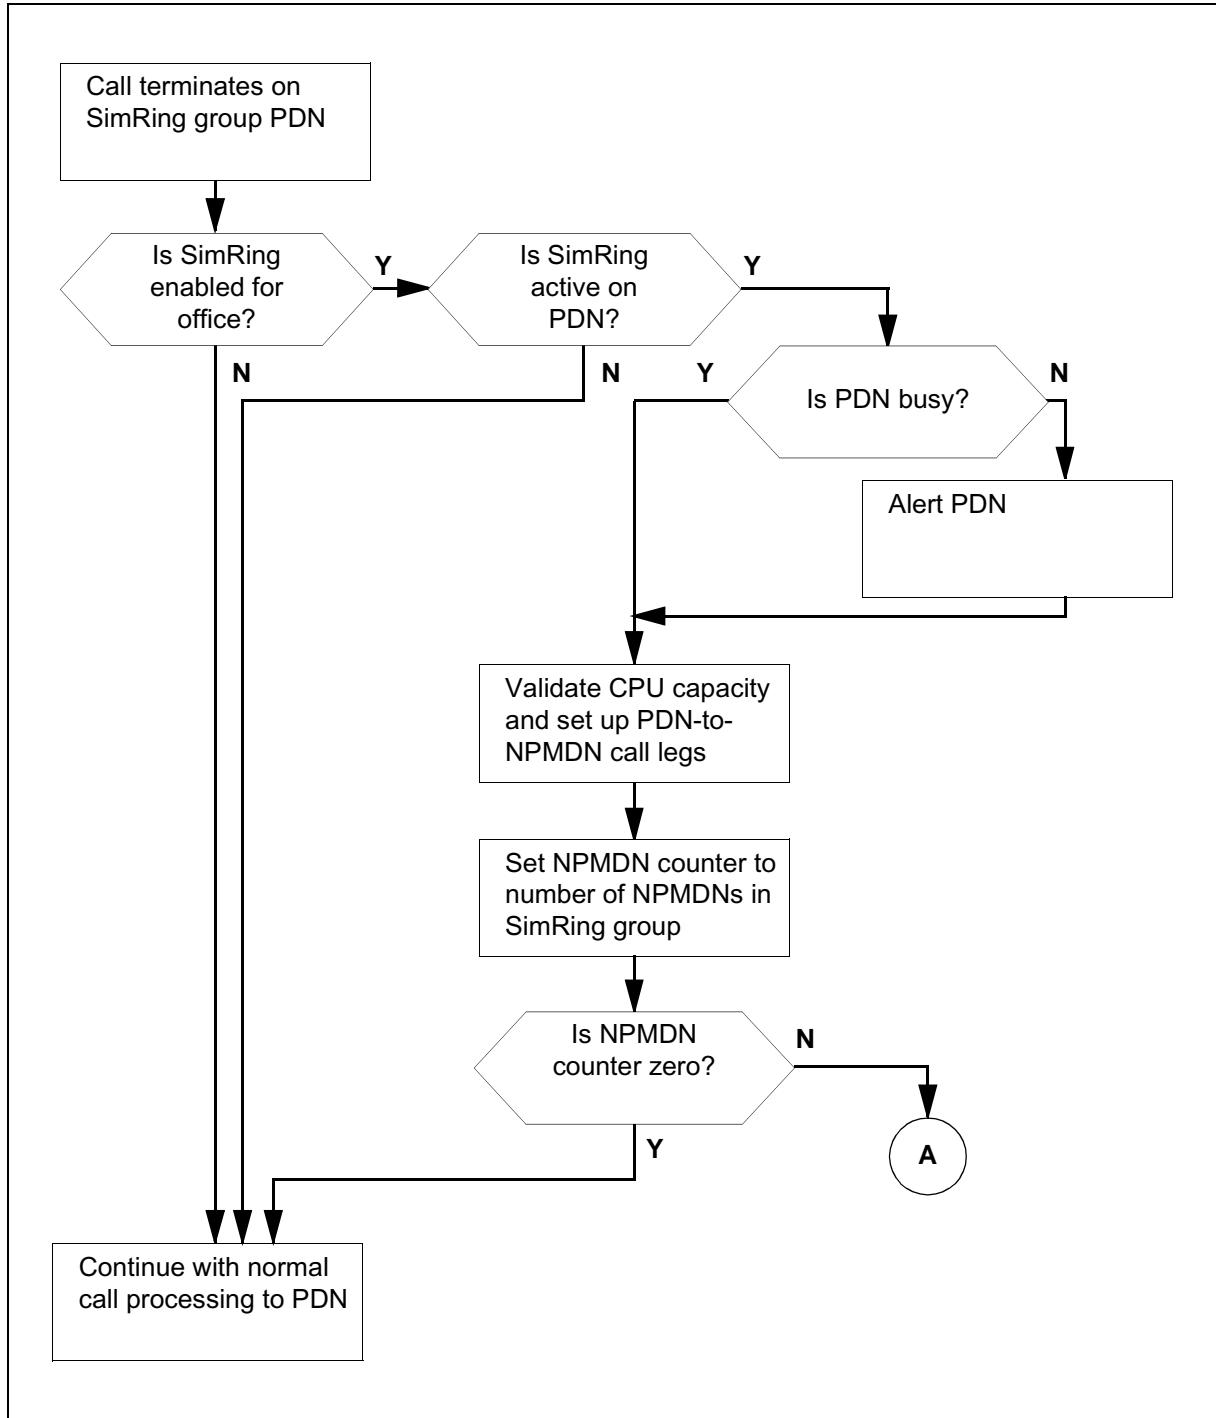 Call terminates on
SimRing group PDN
Is SimRing
enabled for
office?
Y
Is SimRing
active on
PDN?
Y
N
N
Y
Is PDN busy?
N
Alert PDN
Validate CPU capacity
and set up PDN-to-
NPMDN call legs
Set NPMDN counter to
number of NPMDNs in
SimRing group
Is NPMDN
counter zero?
N
A
Y
Continue with normal
call processing to PDN